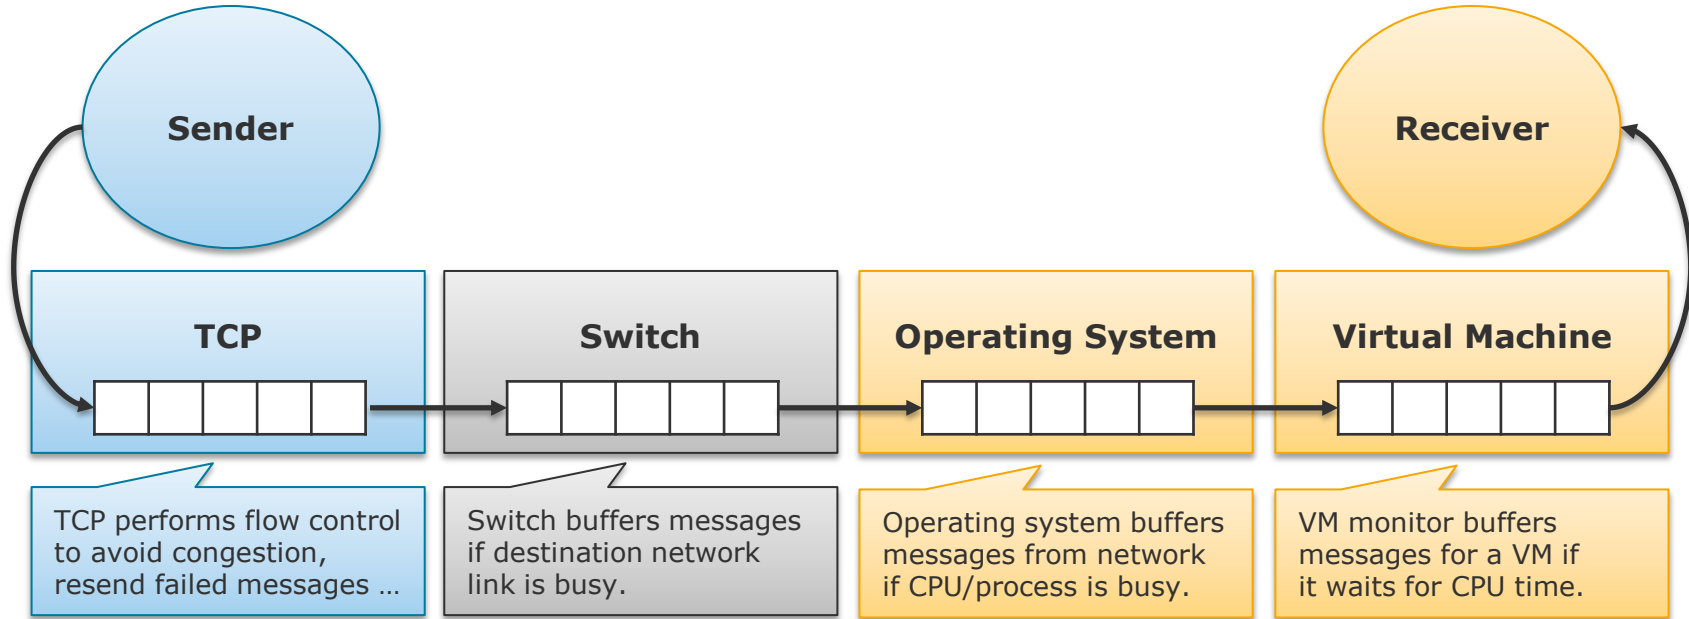 Sender
Receiver
TCP
Switch
Operating System
Virtual Machine
TCP performs flow control
to avoid congestion,
resend failed messages …
Switch buffers messages
if destination network
link is busy.
Operating system buffers
messages from network
if CPU/process is busy.
VM monitor buffers
messages for a VM if
it waits for CPU time.